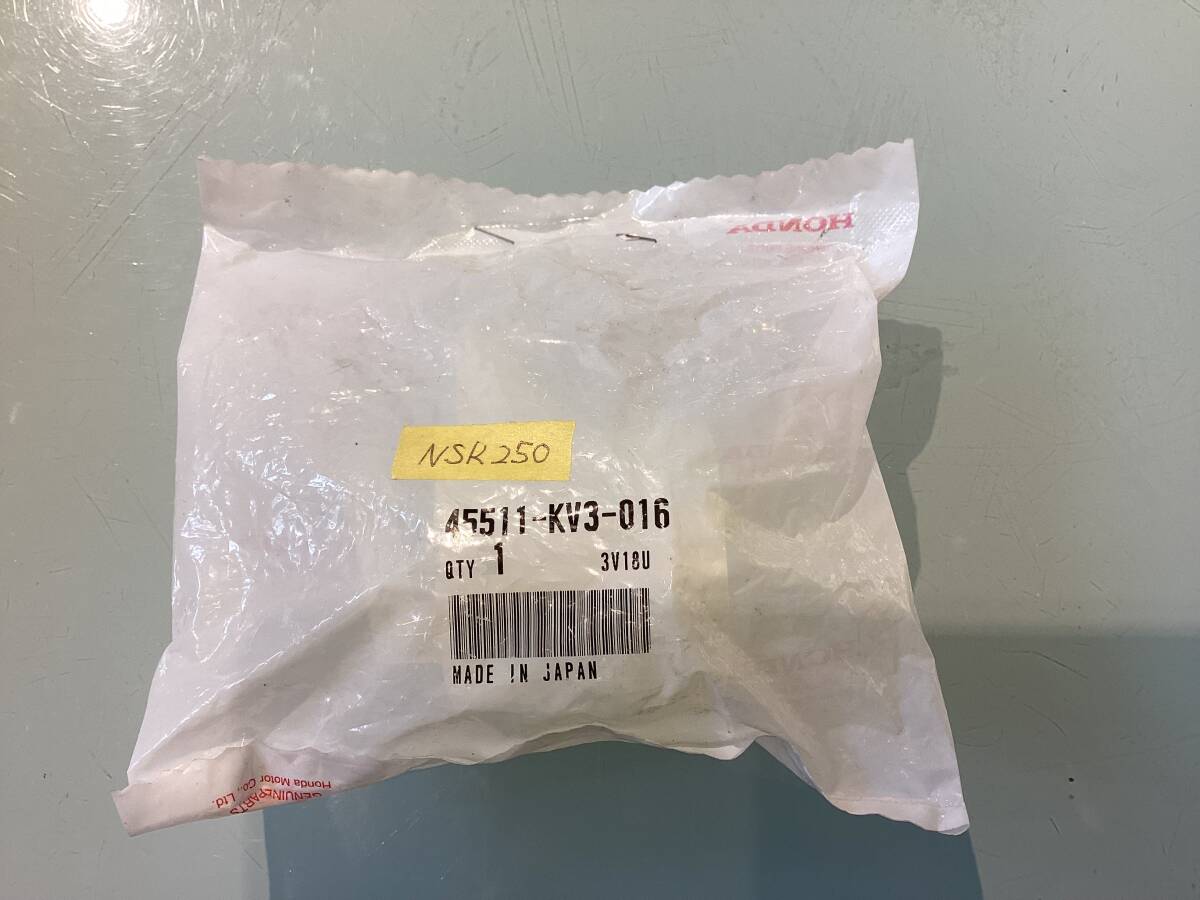 HONDA
NSR250
45511-KV3-016
QTY 1 3V18U
MADE IN JAPAN
GENUINE PARTS
Honda Motor Co., Ltd.